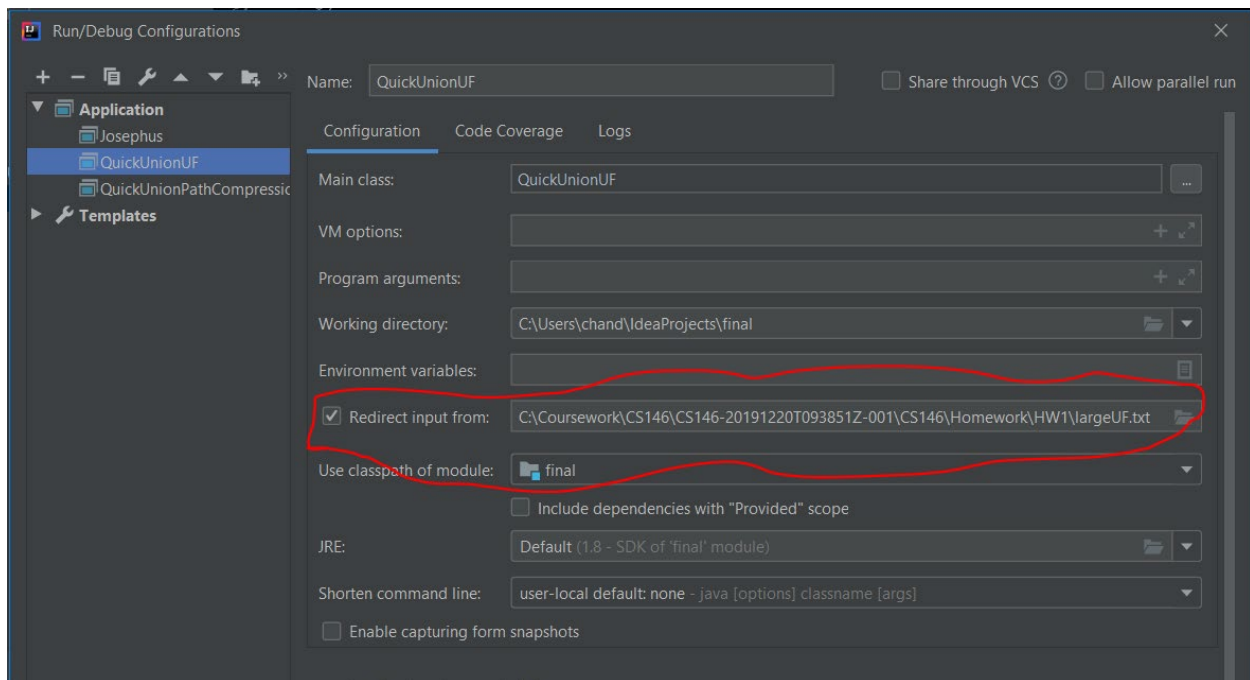 Run/Debug Configurations
Name: QuickUnionUF Share through VCS Allow parallel run
Application
Josephus
QuickUnionUF
QuickUnionPathCompressic
Templates
Configuration Code Coverage Logs
Main class: QuickUnionUF ...
VM options:
Program arguments:
Working directory: C:\Users\chand\IdeaProjects\final
Environment variables:
Redirect input from: C:\Coursework\CS146\CS146-20191220T093851Z-001\CS146\Homework\HW1\largeUF.txt
Use classpath of module: final
Include dependencies with "Provided" scope
JRE: Default (1.8 - SDK of 'final' module)
Shorten command line: user-local default: none - java [options] classname [args]
Enable capturing form snapshots